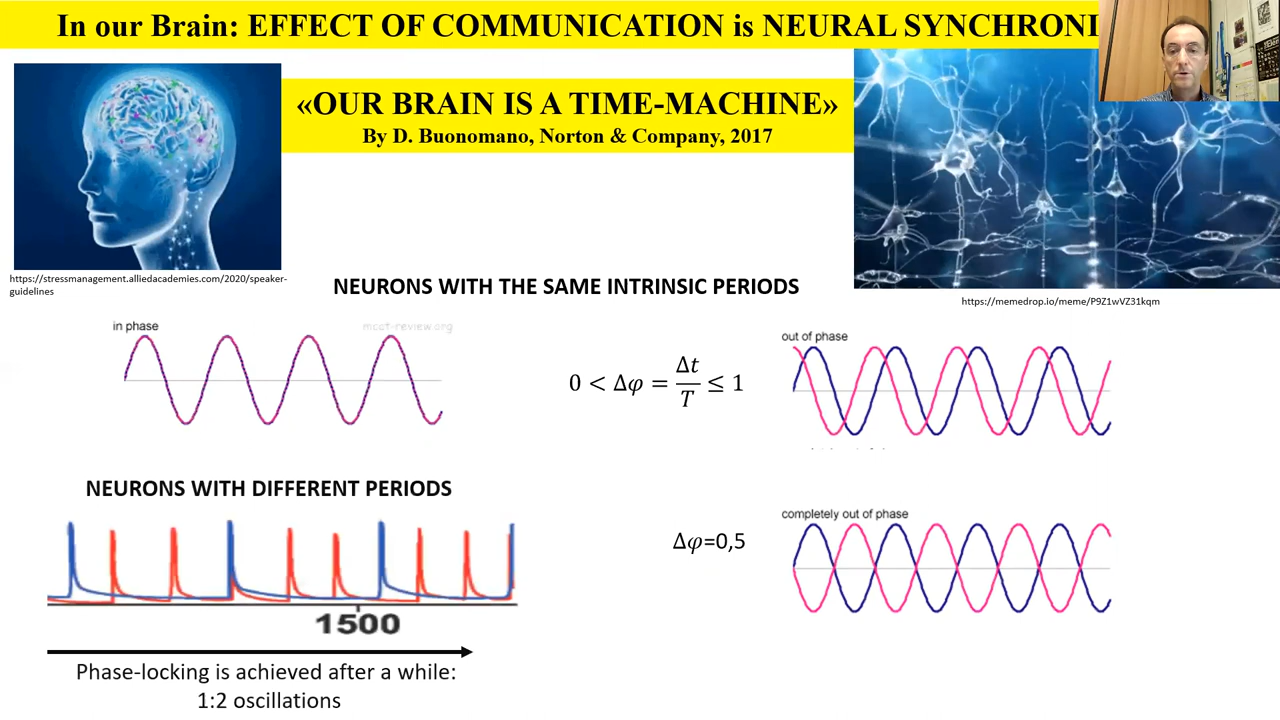 In our Brain: EFFECT OF COMMUNICATION is NEURAL SYNCHRONI
«OUR BRAIN IS A TIME-MACHINE»
By D. Buonomano, Norton & Company, 2017
https://stressmanagement.alliedacademies.com/2020/speaker-
guidelines
https://memedrop.io/meme/P9Z1wVZ31kqm
NEURONS WITH THE SAME INTRINSIC PERIODS
in phase
most-review.org
0 < Δφ = Δt/T ≤ 1
out of phase
NEURONS WITH DIFFERENT PERIODS
1500
Phase-locking is achieved after a while:
1:2 oscillations
Δφ=0,5
completely out of phase